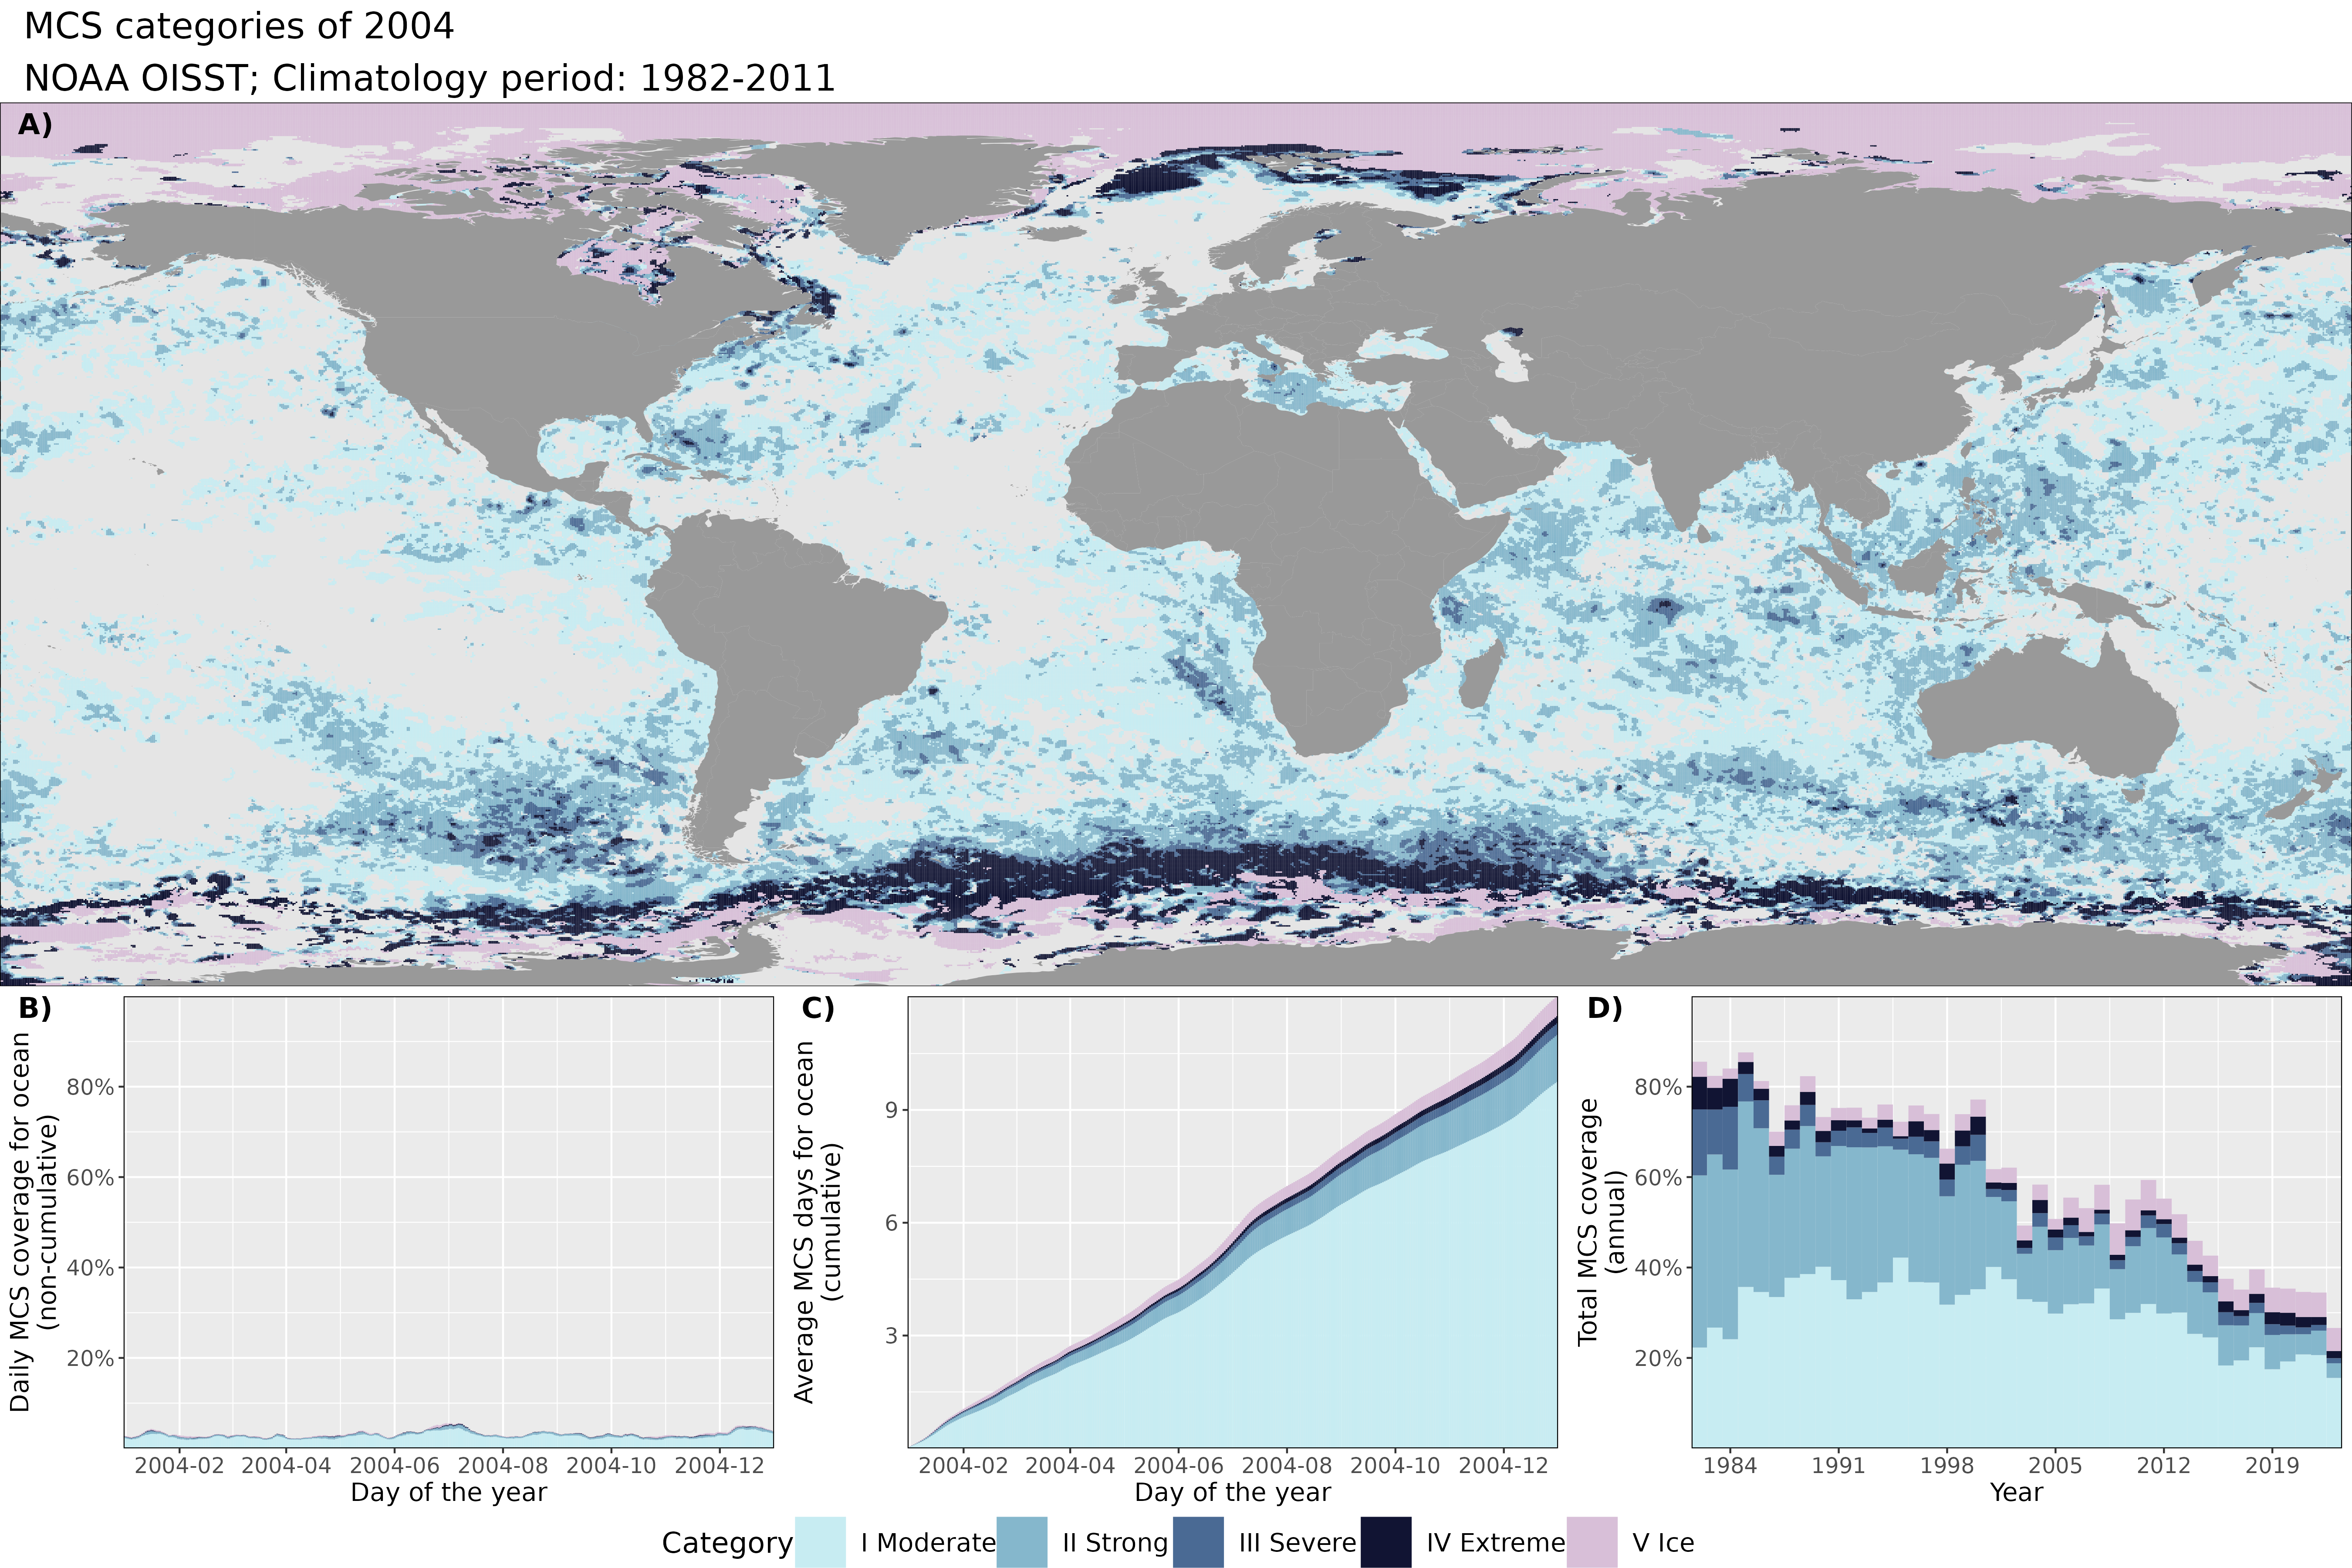 MCS categories of 2004
NOAA OISST; Climatology period: 1982-2011
A)
B)
Daily MCS coverage for ocean
(non-cumulative)
80%
60%
40%
20%
2004-02 2004-04 2004-06 2004-08 2004-10 2004-12
Day of the year
C)
Average MCS days for ocean
(cumulative)
9
6
3
2004-02 2004-04 2004-06 2004-08 2004-10 2004-12
Day of the year
D)
Total MCS coverage
(annual)
80%
60%
40%
20%
1984 1991 1998 2005 2012 2019
Year
Category I Moderate II Strong III Severe IV Extreme V Ice